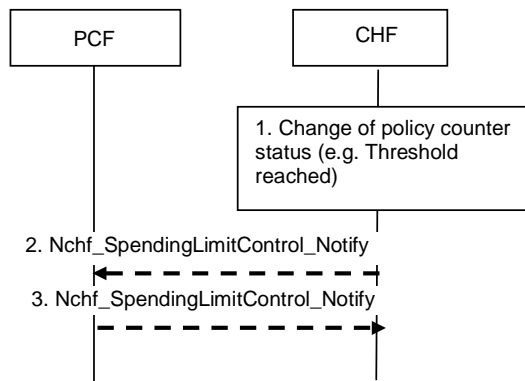 PCF
CHF
1. Change of policy counter
status (e.g. Threshold
reached)
2. Nchf_SpendingLimitControl_Notify
3. Nchf_SpendingLimitControl_Notify